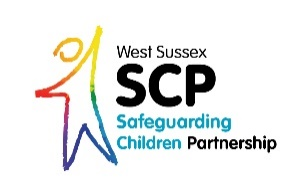 West Sussex
SCP
Safeguarding
Children Partnership